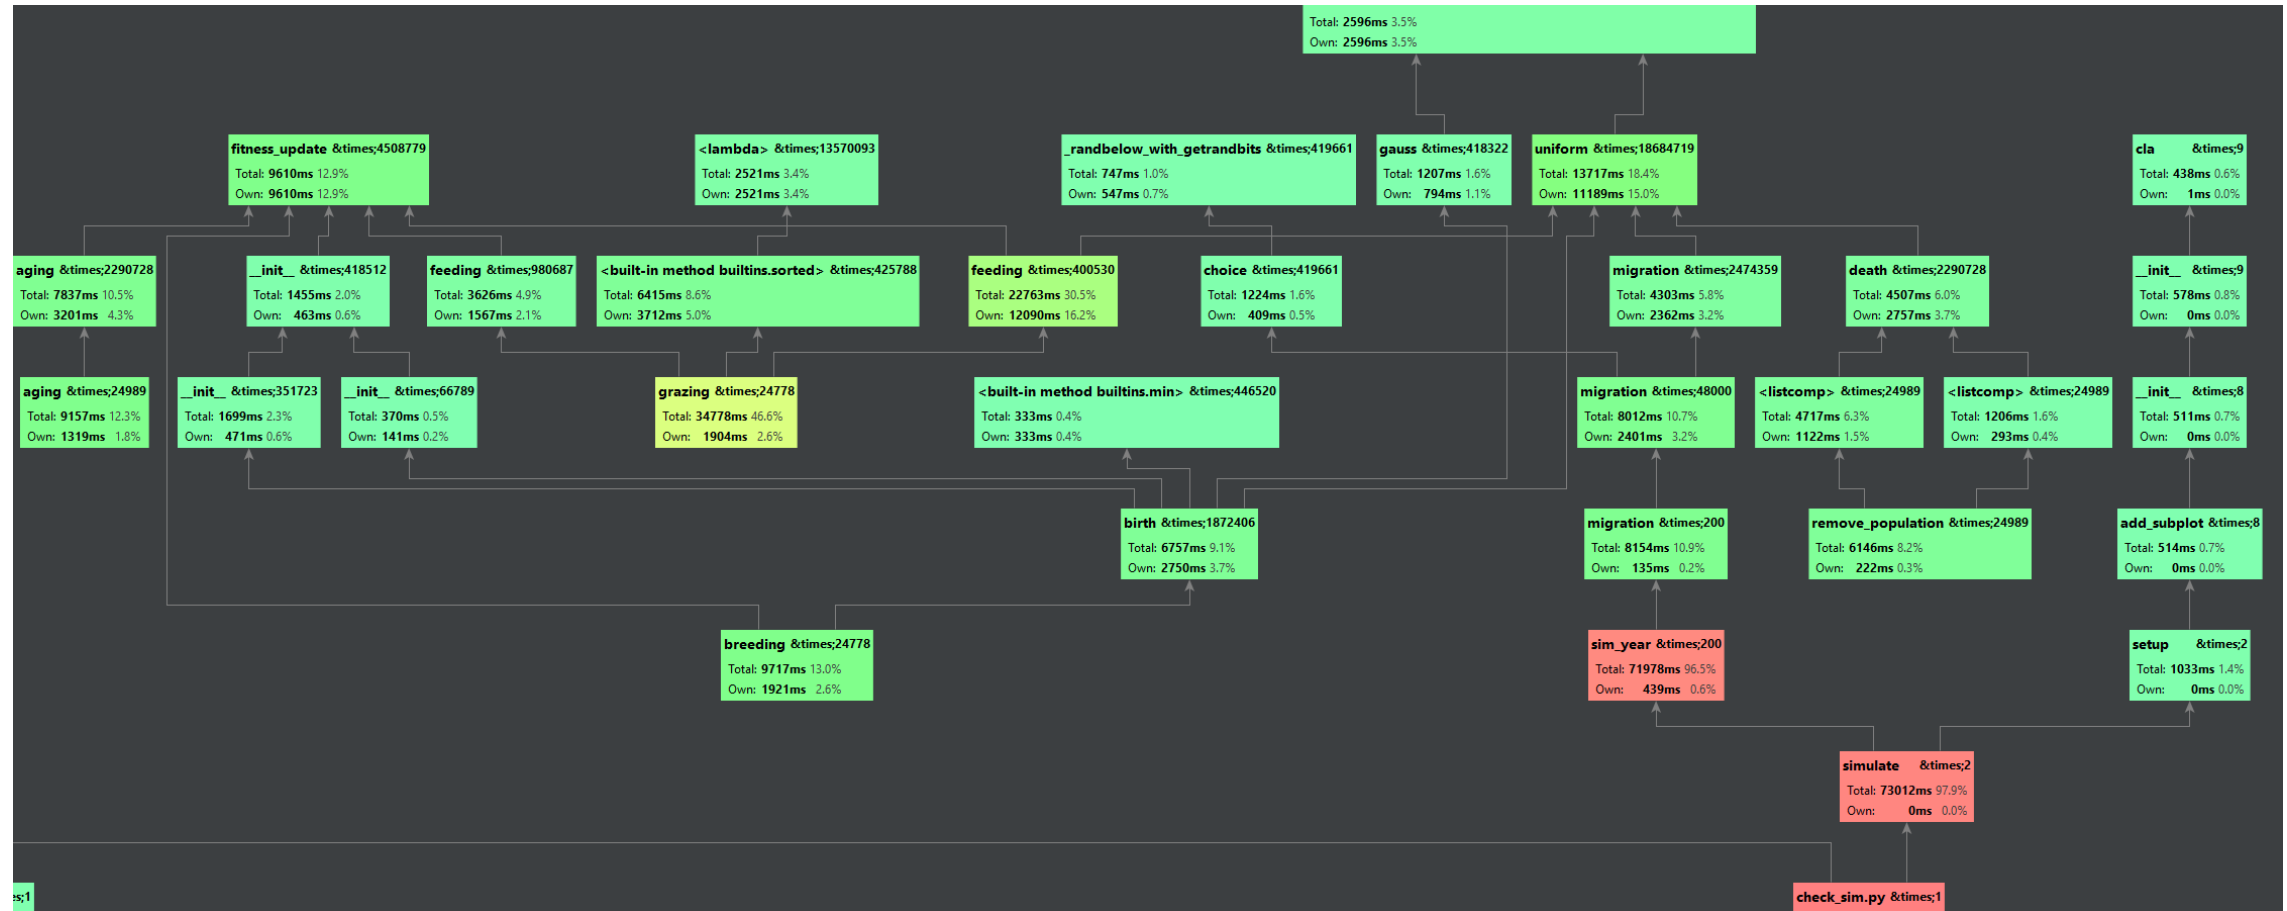 Total: 2596ms 3.5%
Own: 2596ms 3.5%
fitness_update &times;4508779
Total: 9610ms 12.9%
Own: 9610ms 12.9%
<lambda> &times;13570093
Total: 2521ms 3.4%
Own: 2521ms 3.4%
_randbelow_with_getrandbits &times;419661
Total: 747ms 1.0%
Own: 547ms 0.7%
gauss &times;418322
Total: 1207ms 1.6%
Own: 794ms 1.1%
uniform &times;18684719
Total: 13717ms 18.4%
Own: 11189ms 15.0%
cla &times;9
Total: 438ms 0.6%
Own: 1ms 0.0%
aging &times;2290728
Total: 7837ms 10.5%
Own: 3201ms 4.3%
__init__ &times;418512
Total: 1455ms 2.0%
Own: 463ms 0.6%
feeding &times;980687
Total: 3626ms 4.9%
Own: 1567ms 2.1%
<built-in method builtins.sorted> &times;425788
Total: 6415ms 8.6%
Own: 3712ms 5.0%
feeding &times;400530
Total: 22763ms 30.5%
Own: 12090ms 16.2%
choice &times;419661
Total: 1224ms 1.6%
Own: 409ms 0.5%
migration &times;2474359
Total: 4303ms 5.8%
Own: 2362ms 3.2%
death &times;2290728
Total: 4507ms 6.0%
Own: 2757ms 3.7%
__init__ &times;9
Total: 578ms 0.8%
Own: 0ms 0.0%
aging &times;24989
Total: 9157ms 12.3%
Own: 1319ms 1.8%
__init__ &times;351723
Total: 1699ms 2.3%
Own: 471ms 0.6%
__init__ &times;66789
Total: 370ms 0.5%
Own: 141ms 0.2%
grazing &times;24778
Total: 34778ms 46.6%
Own: 1904ms 2.6%
<built-in method builtins.min> &times;446520
Total: 333ms 0.4%
Own: 333ms 0.4%
migration &times;48000
Total: 8012ms 10.7%
Own: 2401ms 3.2%
<listcomp> &times;24989
Total: 4717ms 6.3%
Own: 1122ms 1.5%
<listcomp> &times;24989
Total: 1206ms 1.6%
Own: 293ms 0.4%
__init__ &times;8
Total: 511ms 0.7%
Own: 0ms 0.0%
birth &times;1872406
Total: 6757ms 9.1%
Own: 2750ms 3.7%
migration &times;200
Total: 8154ms 10.9%
Own: 135ms 0.2%
remove_population &times;24989
Total: 6146ms 8.2%
Own: 222ms 0.3%
add_subplot &times;8
Total: 514ms 0.7%
Own: 0ms 0.0%
breeding &times;24778
Total: 9717ms 13.0%
Own: 1921ms 2.6%
sim_year &times;200
Total: 71978ms 96.5%
Own: 439ms 0.6%
setup &times;2
Total: 1033ms 1.4%
Own: 0ms 0.0%
simulate &times;2
Total: 73012ms 97.9%
Own: 0ms 0.0%
es;1
check_sim.py &times;1